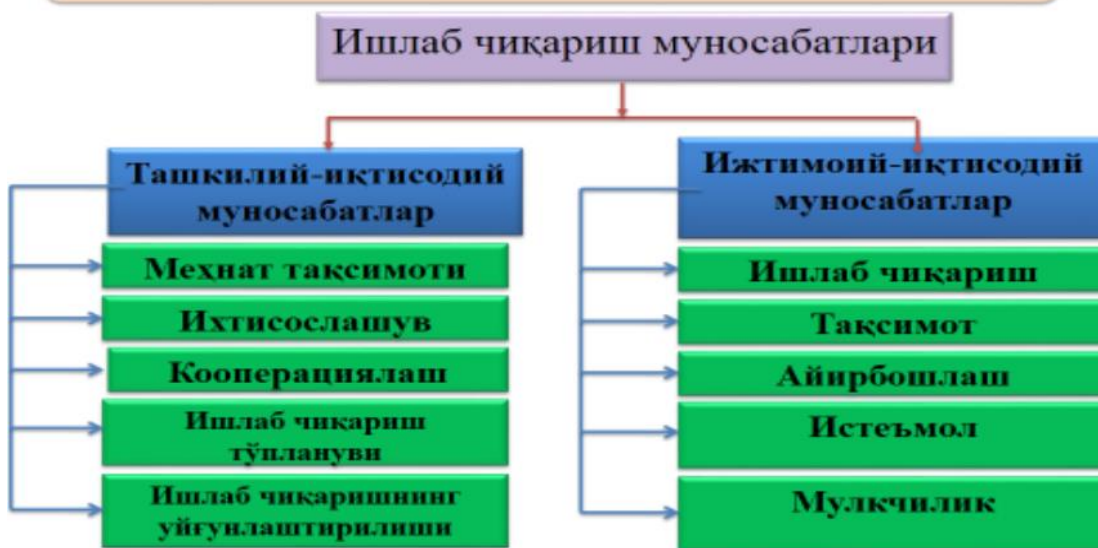 Ишлаб чиқариш муносабатлари
Ташкилий-иқтисодий
муносабатлар
Меҳнат тақсимоти
Ихтисослашув
Кооперациялаш
Ишлаб чиқариш
тўплануви
Ишлаб чиқаришнинг
уйғунлаштирилиши
Ижтимоий-иқтисодий
муносабатлар
Ишлаб чиқариш
Тақсимот
Айирбошлаш
Истеъмол
Мулкчилик